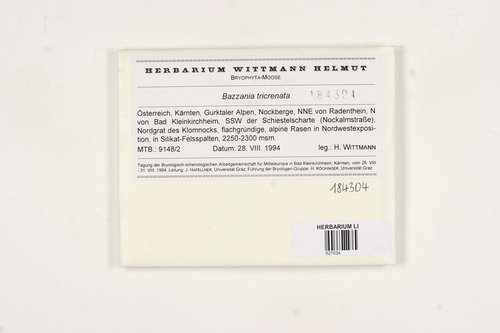 HERBARIUM WITTMANN HELMUT
BRYOPHYTA-MOOSE
Bazzania tricrenata 184304
Österreich, Kärnten, Gurktaler Alpen, Nockberge, NNE von Radenthein, N
von Bad Kleinkirchheim, SSW der Schiestelscharte (Nockalmstraße),
Nordgrat des Klomnocks, flachgründige, alpine Rasen in Nordwestexposi-
tion, in Silikat-Felsspalten, 2250-2300 msm.
MTB.: 9148/2 Datum: 28. VIII. 1994 leg.: H. WITTMANN
Tagung der Bryologisch-lichenologischen Arbeitsgemeinschaft für Mitteleuropa in Bad Kleinkirchheim, Kärnten, vom 26. VIII.
- 31. VIII. 1994. Leitung: J. HAFELLNER, Universität Graz. Führung der Bryologen-Gruppe: H. KÖCKINGER, Universität Graz.
184304
HERBARIUM LI